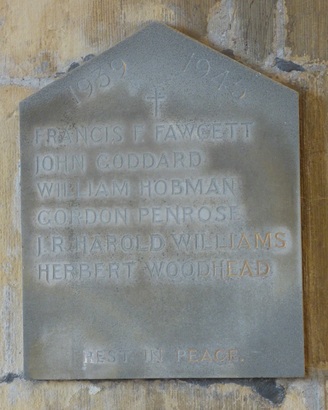 1939 1945
FRANCIS F. FAWCETT
JOHN GODDARD
WILLIAM HOBMAN
GORDON PENROSE
J.R. HAROLD WILLIAMS
HERBERT WOODHEAD
REST IN PEACE.